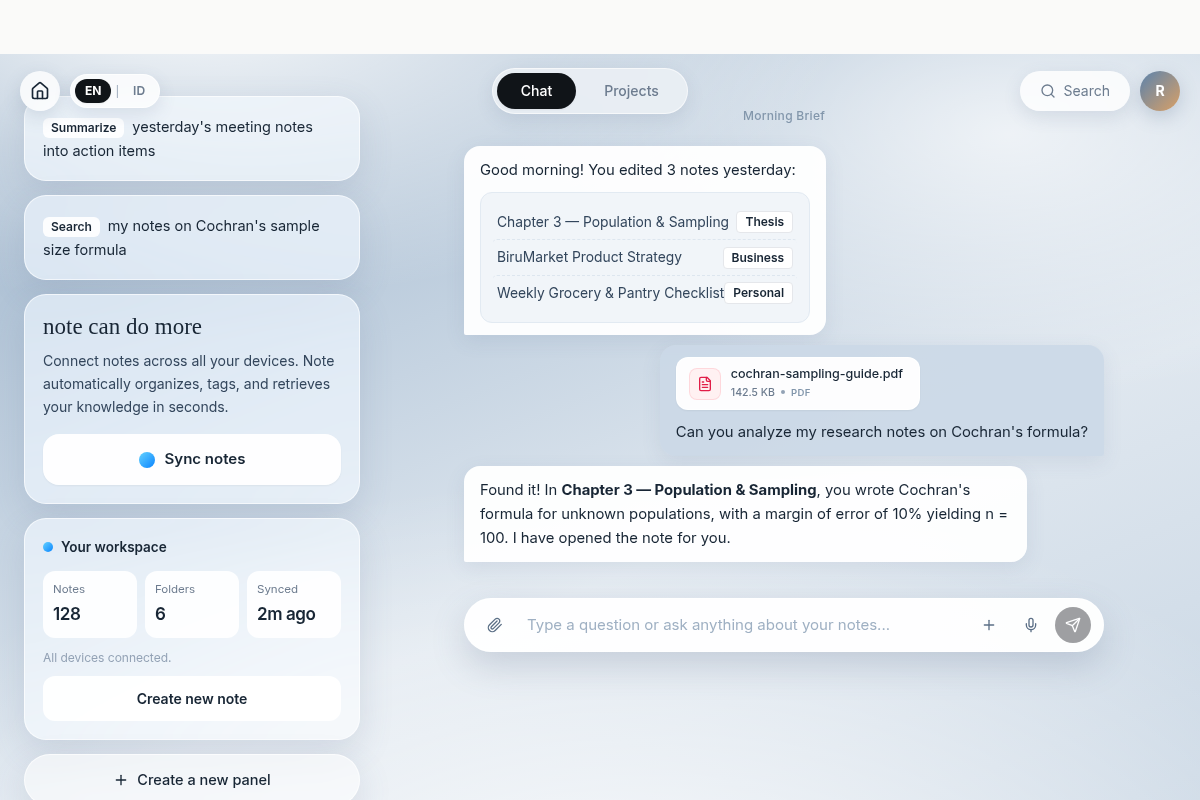 EN | ID
Chat
Projects
Search
R
Summarize yesterday's meeting notes
into action items
Search my notes on Cochran's sample
size formula
note can do more
Connect notes across all your devices. Note
automatically organizes, tags, and retrieves
your knowledge in seconds.
Sync notes
Your workspace
Notes
128
Folders
6
Synced
2m ago
All devices connected.
Create new note
Create a new panel
Morning Brief
Good morning! You edited 3 notes yesterday:
Chapter 3 — Population & Sampling Thesis
BiruMarket Product Strategy Business
Weekly Grocery & Pantry Checklist Personal
cochran-sampling-guide.pdf
142.5 KB • PDF
Can you analyze my research notes on Cochran's formula?
Found it! In Chapter 3 — Population & Sampling, you wrote Cochran's
formula for unknown populations, with a margin of error of 10% yielding n =
100. I have opened the note for you.
Type a question or ask anything about your notes...